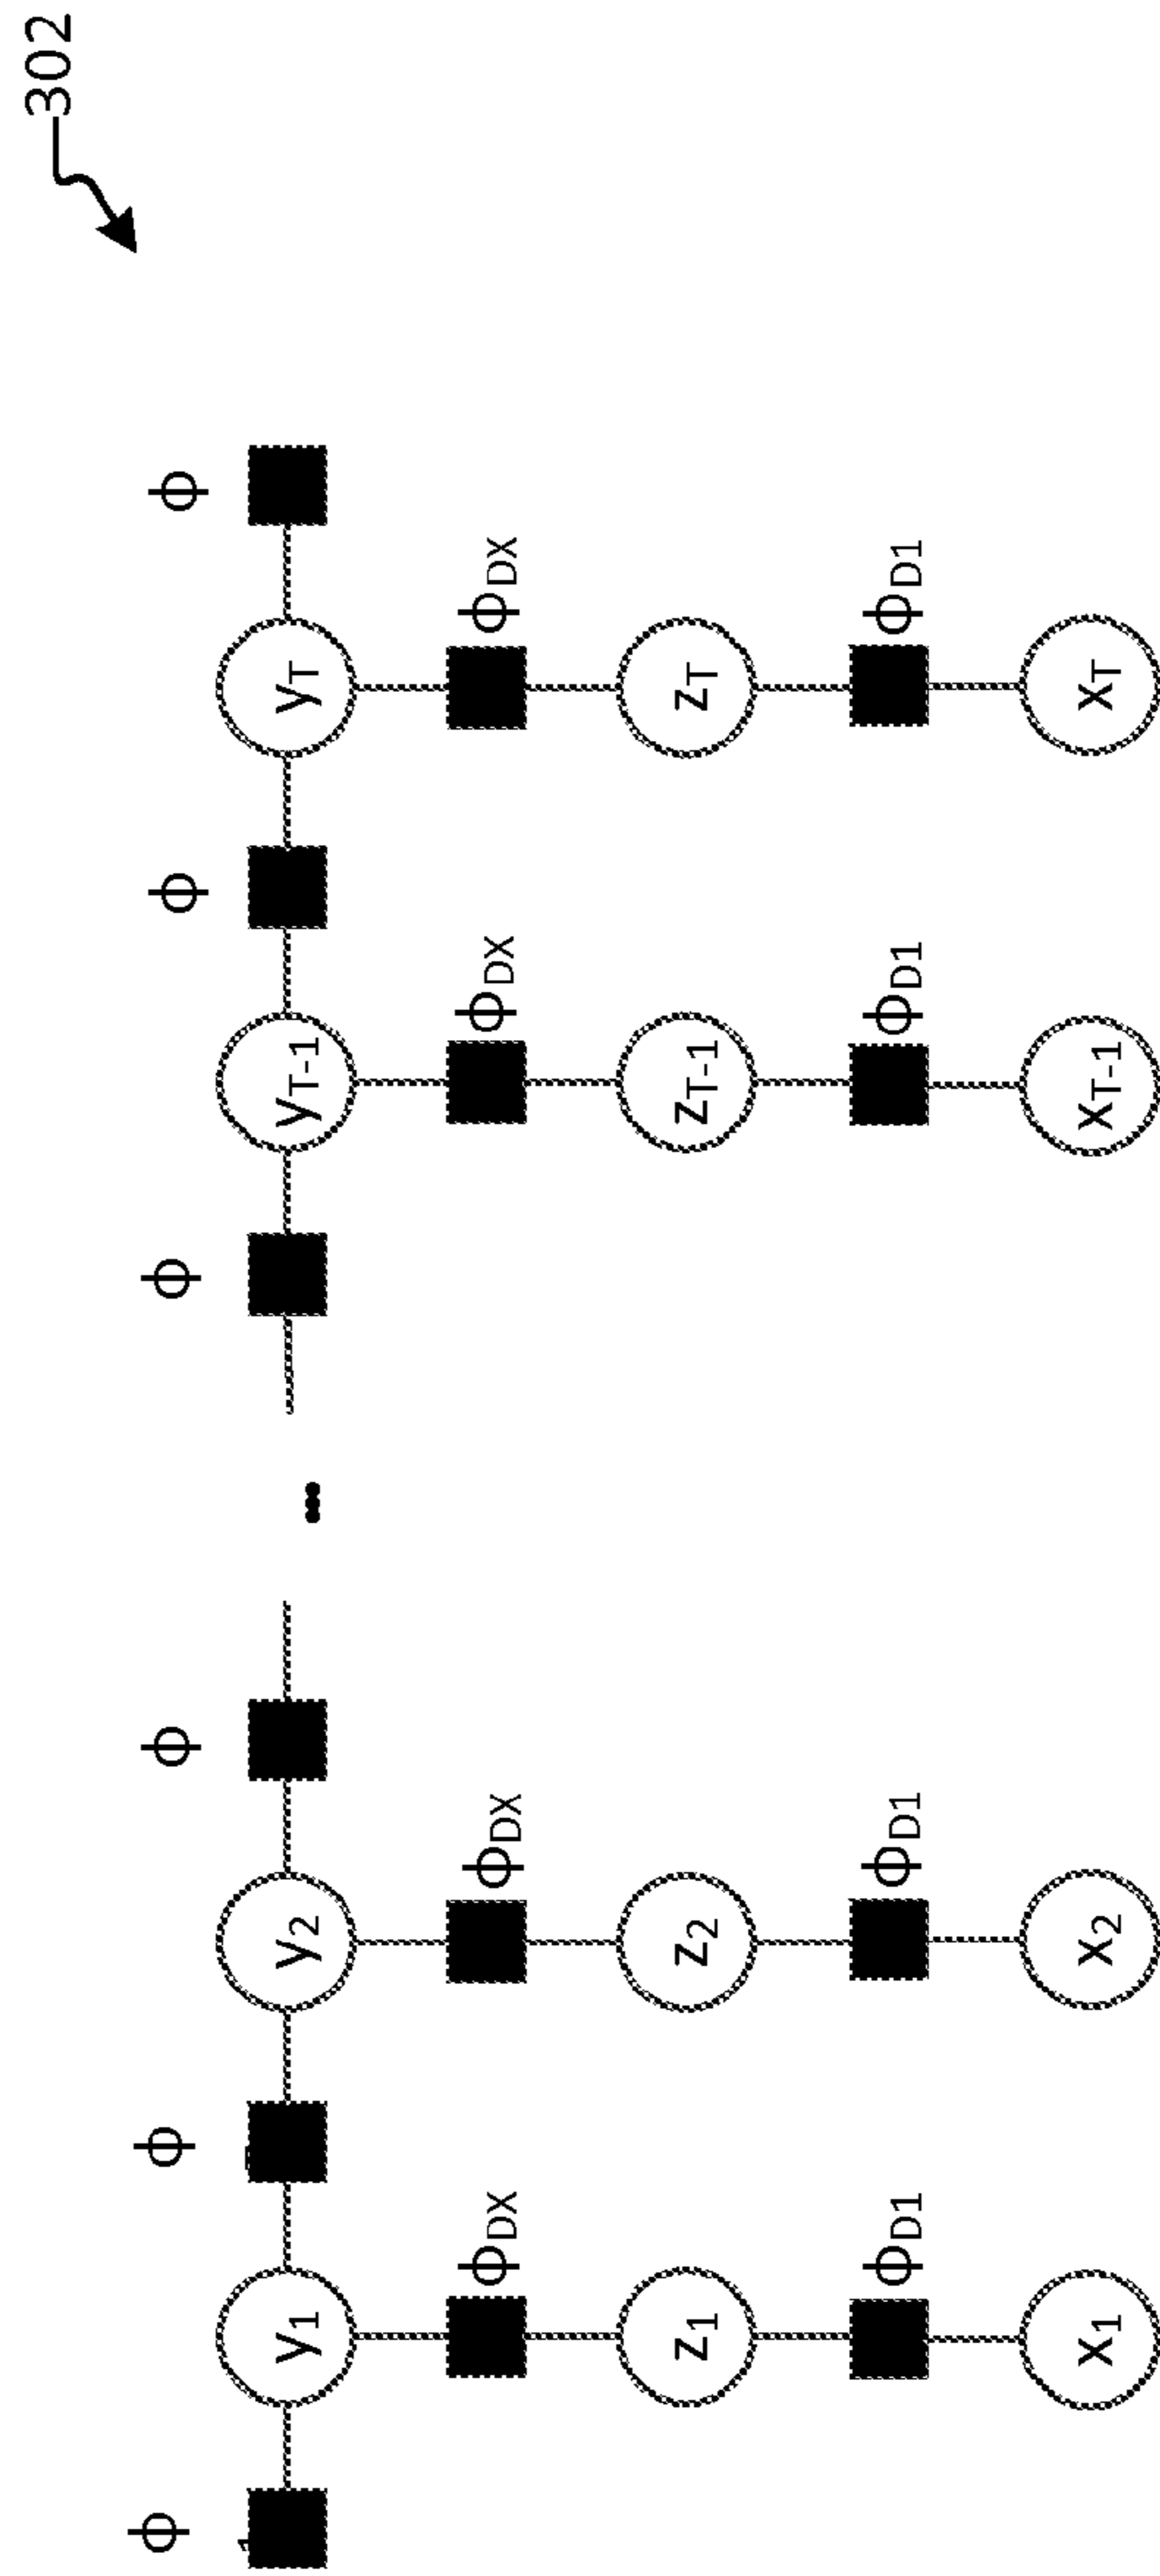 302
ϕ ϕ ϕ ϕ ϕ ϕ
y1 y2 ... yT-1 yT
ϕDX ϕDX ϕDX ϕDX
z1 z2 zT-1 zT
ϕD1 ϕD1 ϕD1 ϕD1
x1 x2 xT-1 xT